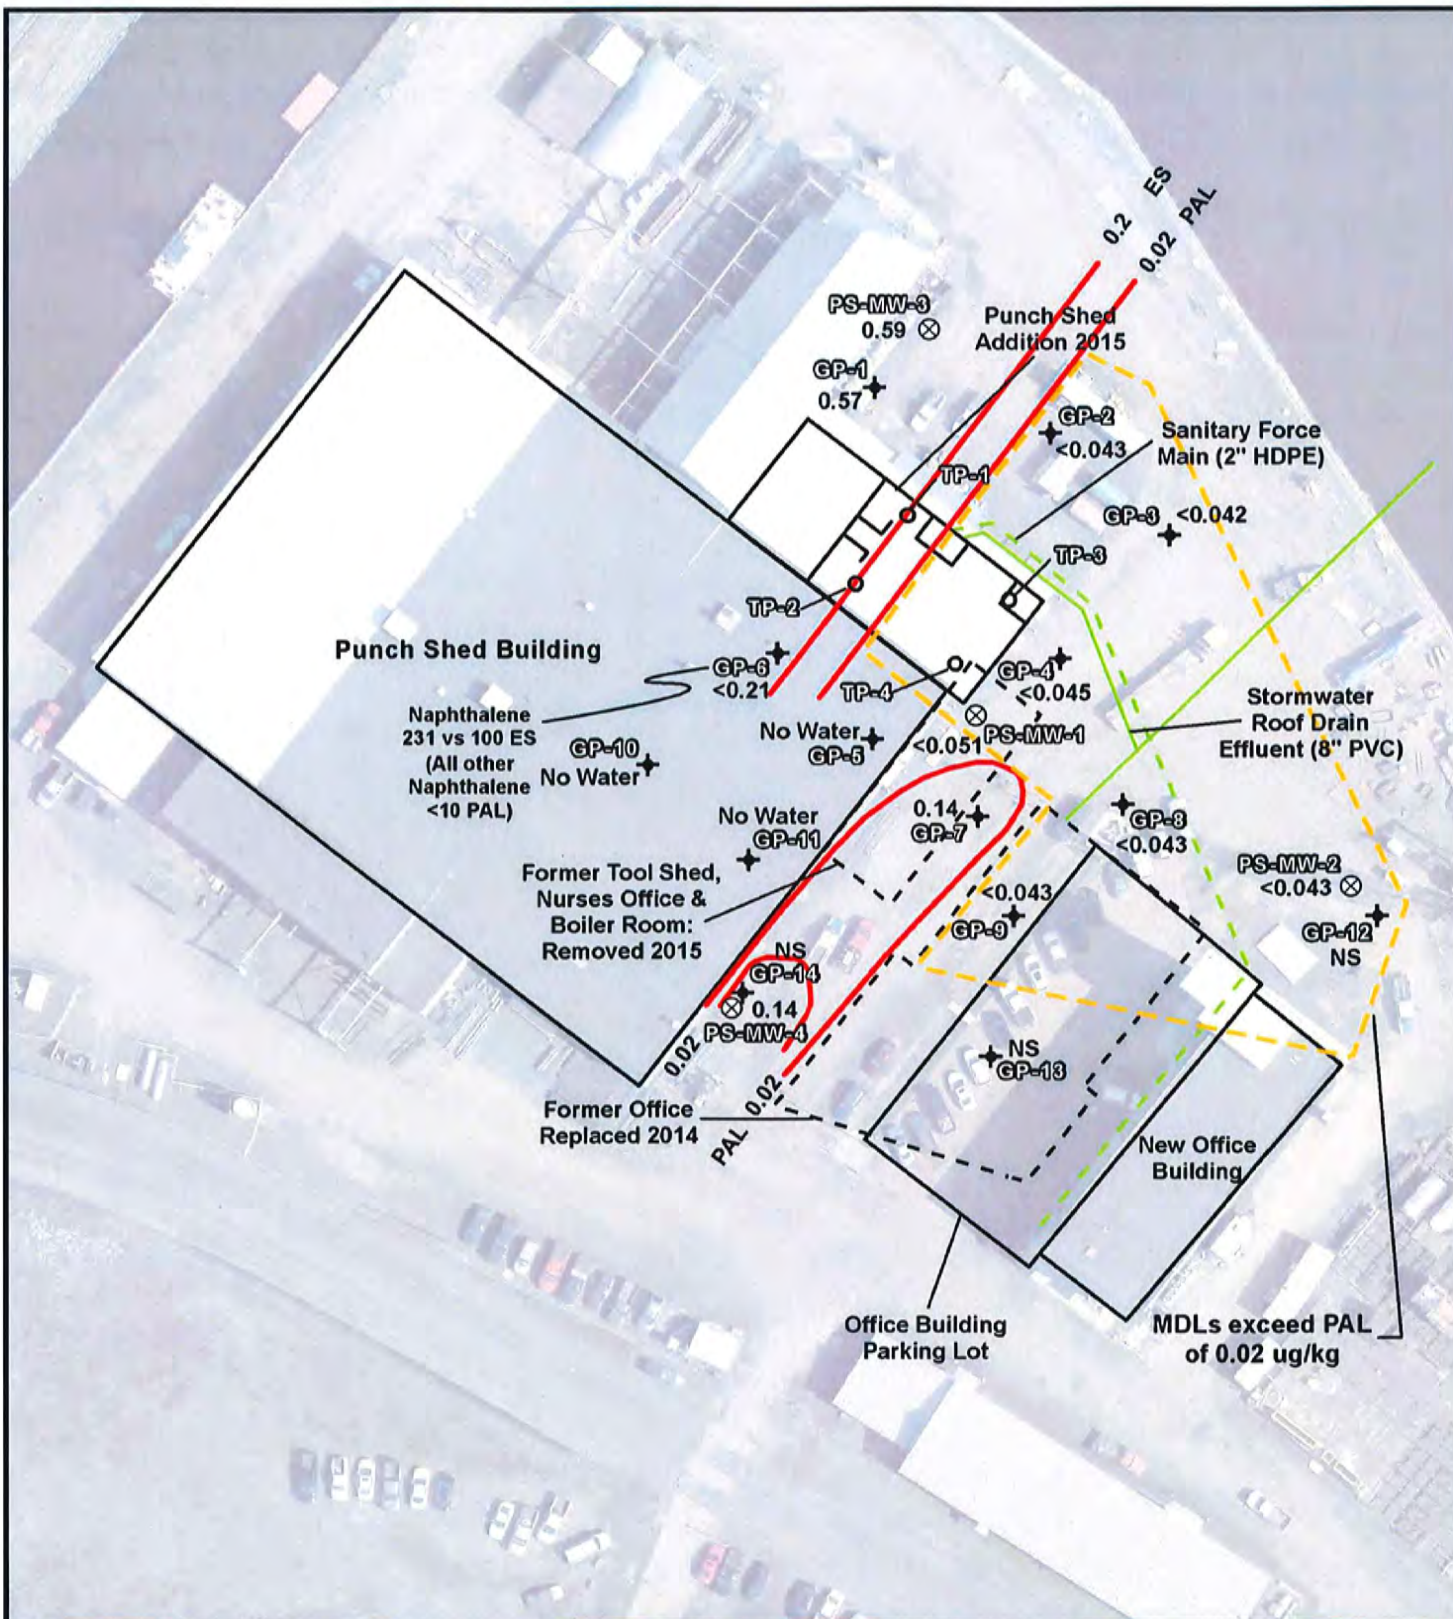 0.2 ES
0.02 PAL
PS-MW-3
0.59
Punch Shed
Addition 2015
GP-1
0.57
GP-2
<0.043
Sanitary Force
Main (2" HDPE)
TP-1
GP-3 <0.042
TP-3
TP-2
Punch Shed Building
GP-6
<0.21
TP-4
GP-4
<0.045
Naphthalene
231 vs 100 ES
(All other
Naphthalene
<10 PAL)
GP-10
No Water
No Water
GP-5
<0.051
PS-MW-1
Stormwater
Roof Drain
Effluent (8" PVC)
0.14
GP-7
GP-8
<0.043
No Water
GP-11
Former Tool Shed,
Nurses Office &
Boiler Room:
Removed 2015
<0.043
GP-9
PS-MW-2
<0.043
GP-12
NS
NS
GP-14
0.14
PS-MW-4
0.02
PAL 0.02
NS
GP-13
Former Office
Replaced 2014
New Office
Building
Office Building
Parking Lot
MDLs exceed PAL
of 0.02 ug/kg